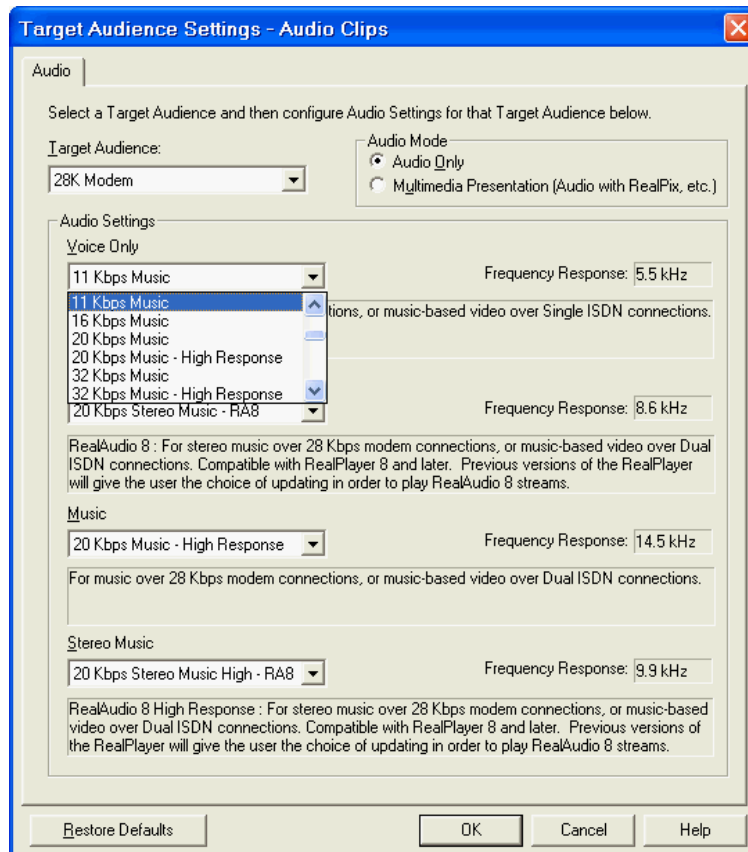 Target Audience Settings - Audio Clips
Audio
Select a Target Audience and then configure Audio Settings for that Target Audience below.
Target Audience:
28K Modem
Audio Mode
Audio Only
Multimedia Presentation (Audio with RealPix, etc.)
Audio Settings
Voice Only
11 Kbps Music
Frequency Response: 5.5 kHz
11 Kbps Music
16 Kbps Music
20 Kbps Music
20 Kbps Music - High Response
32 Kbps Music
32 Kbps Music - High Response
tions, or music-based video over Single ISDN connections.
20 Kbps Stereo Music - RA8
Frequency Response: 8.6 kHz
RealAudio 8 : For stereo music over 28 Kbps modem connections, or music-based video over Dual
ISDN connections. Compatible with RealPlayer 8 and later. Previous versions of the RealPlayer
will give the user the choice of updating in order to play RealAudio 8 streams.
Music
20 Kbps Music - High Response
Frequency Response: 14.5 kHz
For music over 28 Kbps modem connections, or music-based video over Dual ISDN connections.
Stereo Music
20 Kbps Stereo Music High - RA8
Frequency Response: 9.9 kHz
RealAudio 8 High Response : For stereo music over 28 Kbps modem connections, or music-based
video over Dual ISDN connections. Compatible with RealPlayer 8 and later. Previous versions of
the RealPlayer will give the user the choice of updating in order to play RealAudio 8 streams.
Restore Defaults
OK
Cancel
Help